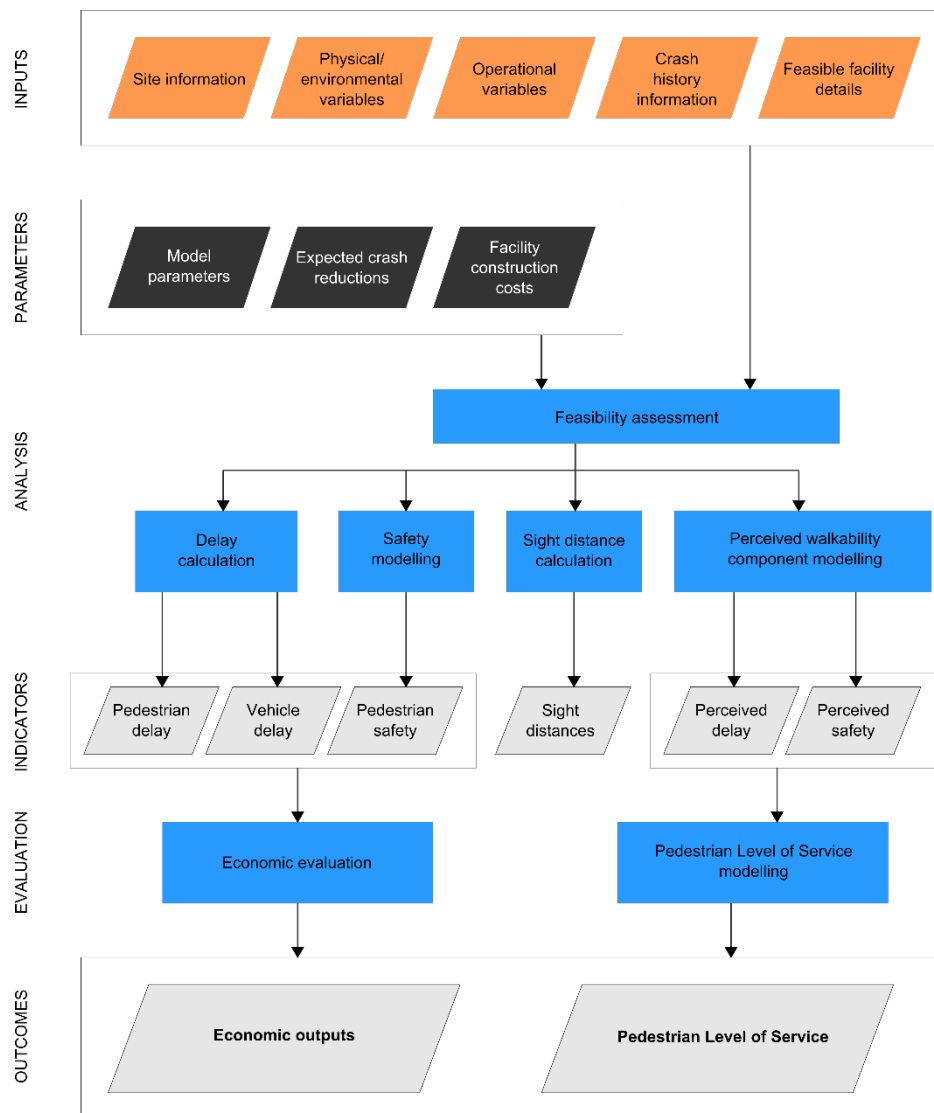 INPUTS
Site information
Physical/
environmental
variables
Operational
variables
Crash
history
information
Feasible facility
details
PARAMETERS
Model
parameters
Expected crash
reductions
Facility
construction
costs
ANALYSIS
Feasibility assessment
Delay
calculation
Safety
modelling
Sight distance
calculation
Perceived walkability
component modelling
INDICATORS
Pedestrian
delay
Vehicle
delay
Pedestrian
safety
Sight
distances
Perceived
delay
Perceived
safety
EVALUATION
Economic evaluation
Pedestrian Level of Service
modelling
OUTCOMES
Economic outputs
Pedestrian Level of Service